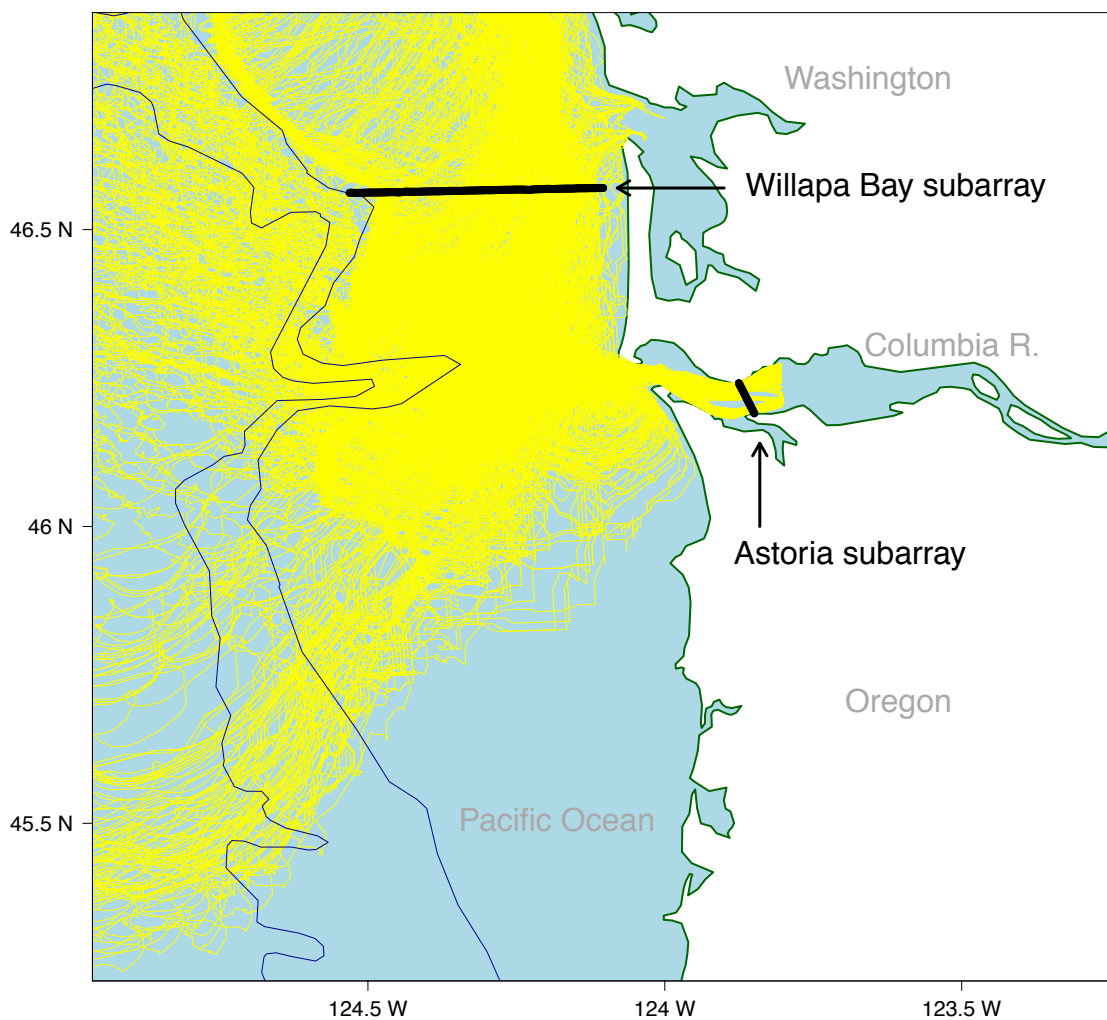 Washington
Willapa Bay subarray
46.5 N
Columbia R.
46 N
Astoria subarray
Oregon
45.5 N
Pacific Ocean
124.5 W
124 W
123.5 W